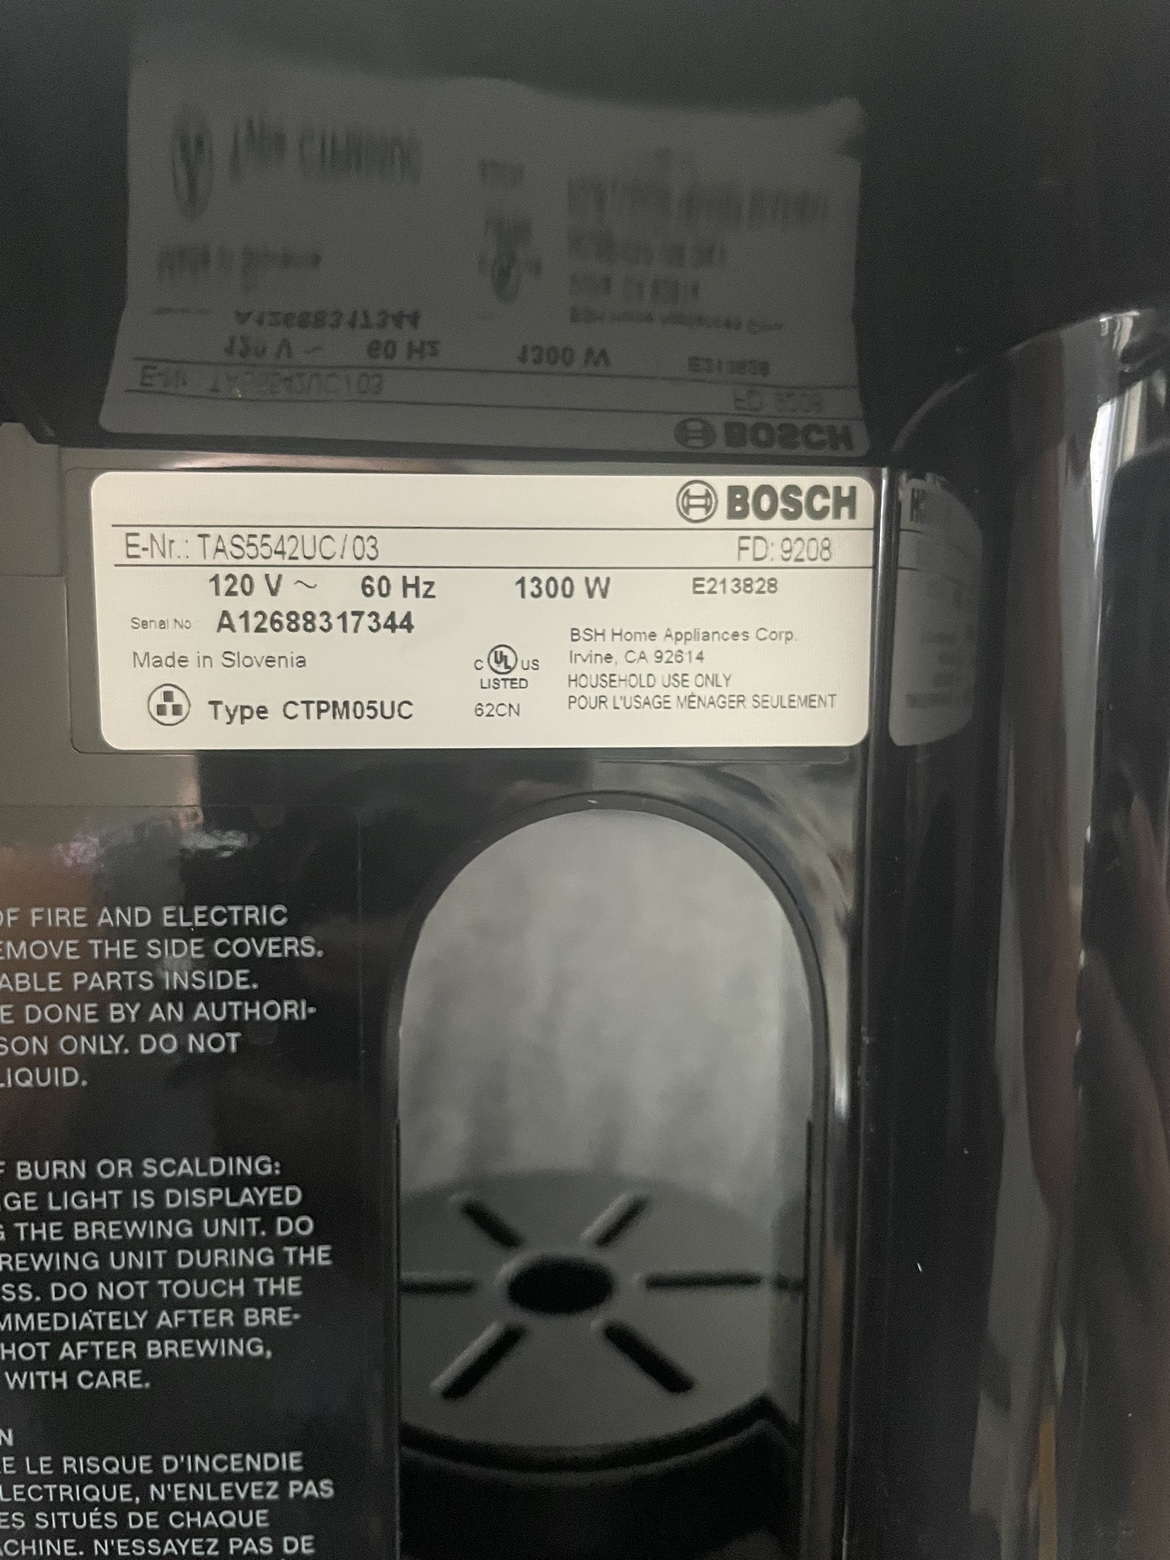 BOSCH
E-Nr.: TAS5542UC/03 FD: 9208
120 V ~ 60 Hz 1300 W E213828
Serial No A12688317344
Made in Slovenia
Type CTPM05UC
C UL US
LISTED
62CN
BSH Home Appliances Corp.
Irvine, CA 92614
HOUSEHOLD USE ONLY
POUR L'USAGE MÉNAGER SEULEMENT
OF FIRE AND ELECTRIC
EMOVE THE SIDE COVERS.
ABLE PARTS INSIDE.
E DONE BY AN AUTHORI-
SON ONLY. DO NOT
LIQUID.
F BURN OR SCALDING:
GE LIGHT IS DISPLAYED
G THE BREWING UNIT. DO
REWING UNIT DURING THE
SS. DO NOT TOUCH THE
MMEDIATELY AFTER BRE-
HOT AFTER BREWING,
WITH CARE.
N
E LE RISQUE D'INCENDIE
LECTRIQUE, N'ENLEVEZ PAS
ES SITUÉS DE CHAQUE
ACHINE. N'ESSAYEZ PAS DE